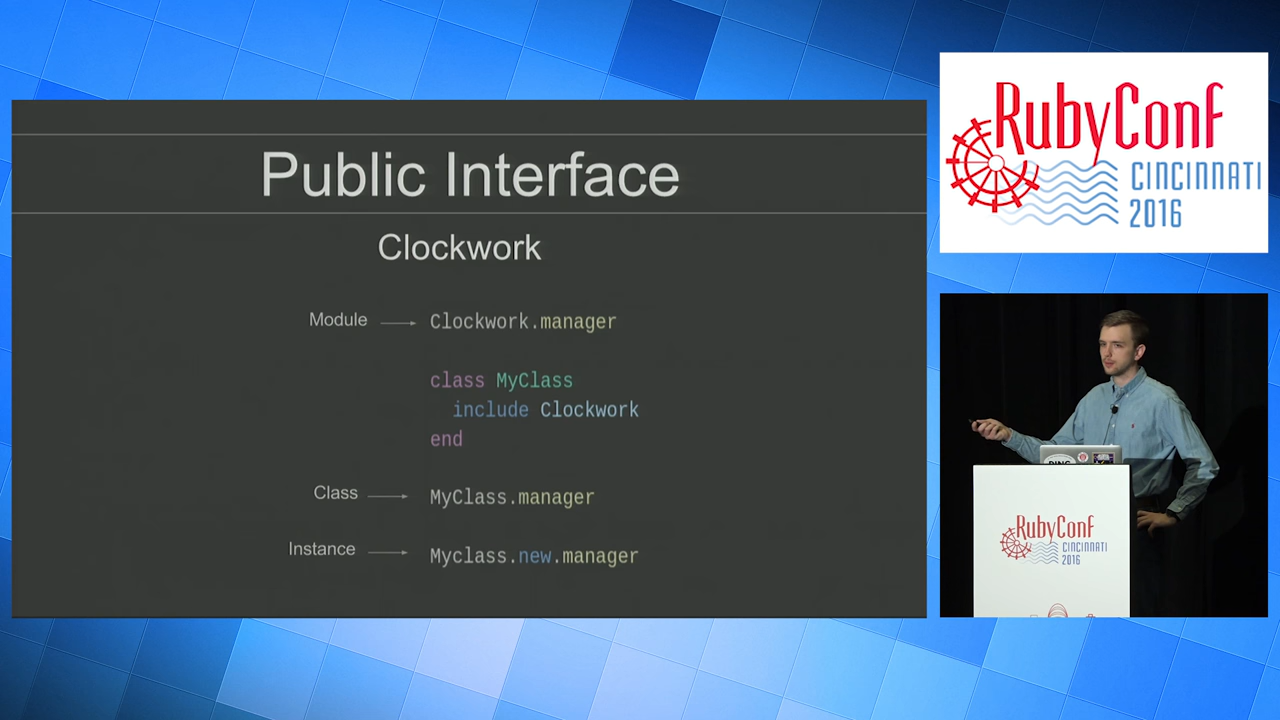 Public Interface
Clockwork
Module Clockwork.manager
class MyClass
include Clockwork
end
Class MyClass.manager
Instance Myclass.new.manager
RubyConf
CINCINNATI
2016
RubyConf
CINCINNATI
2016